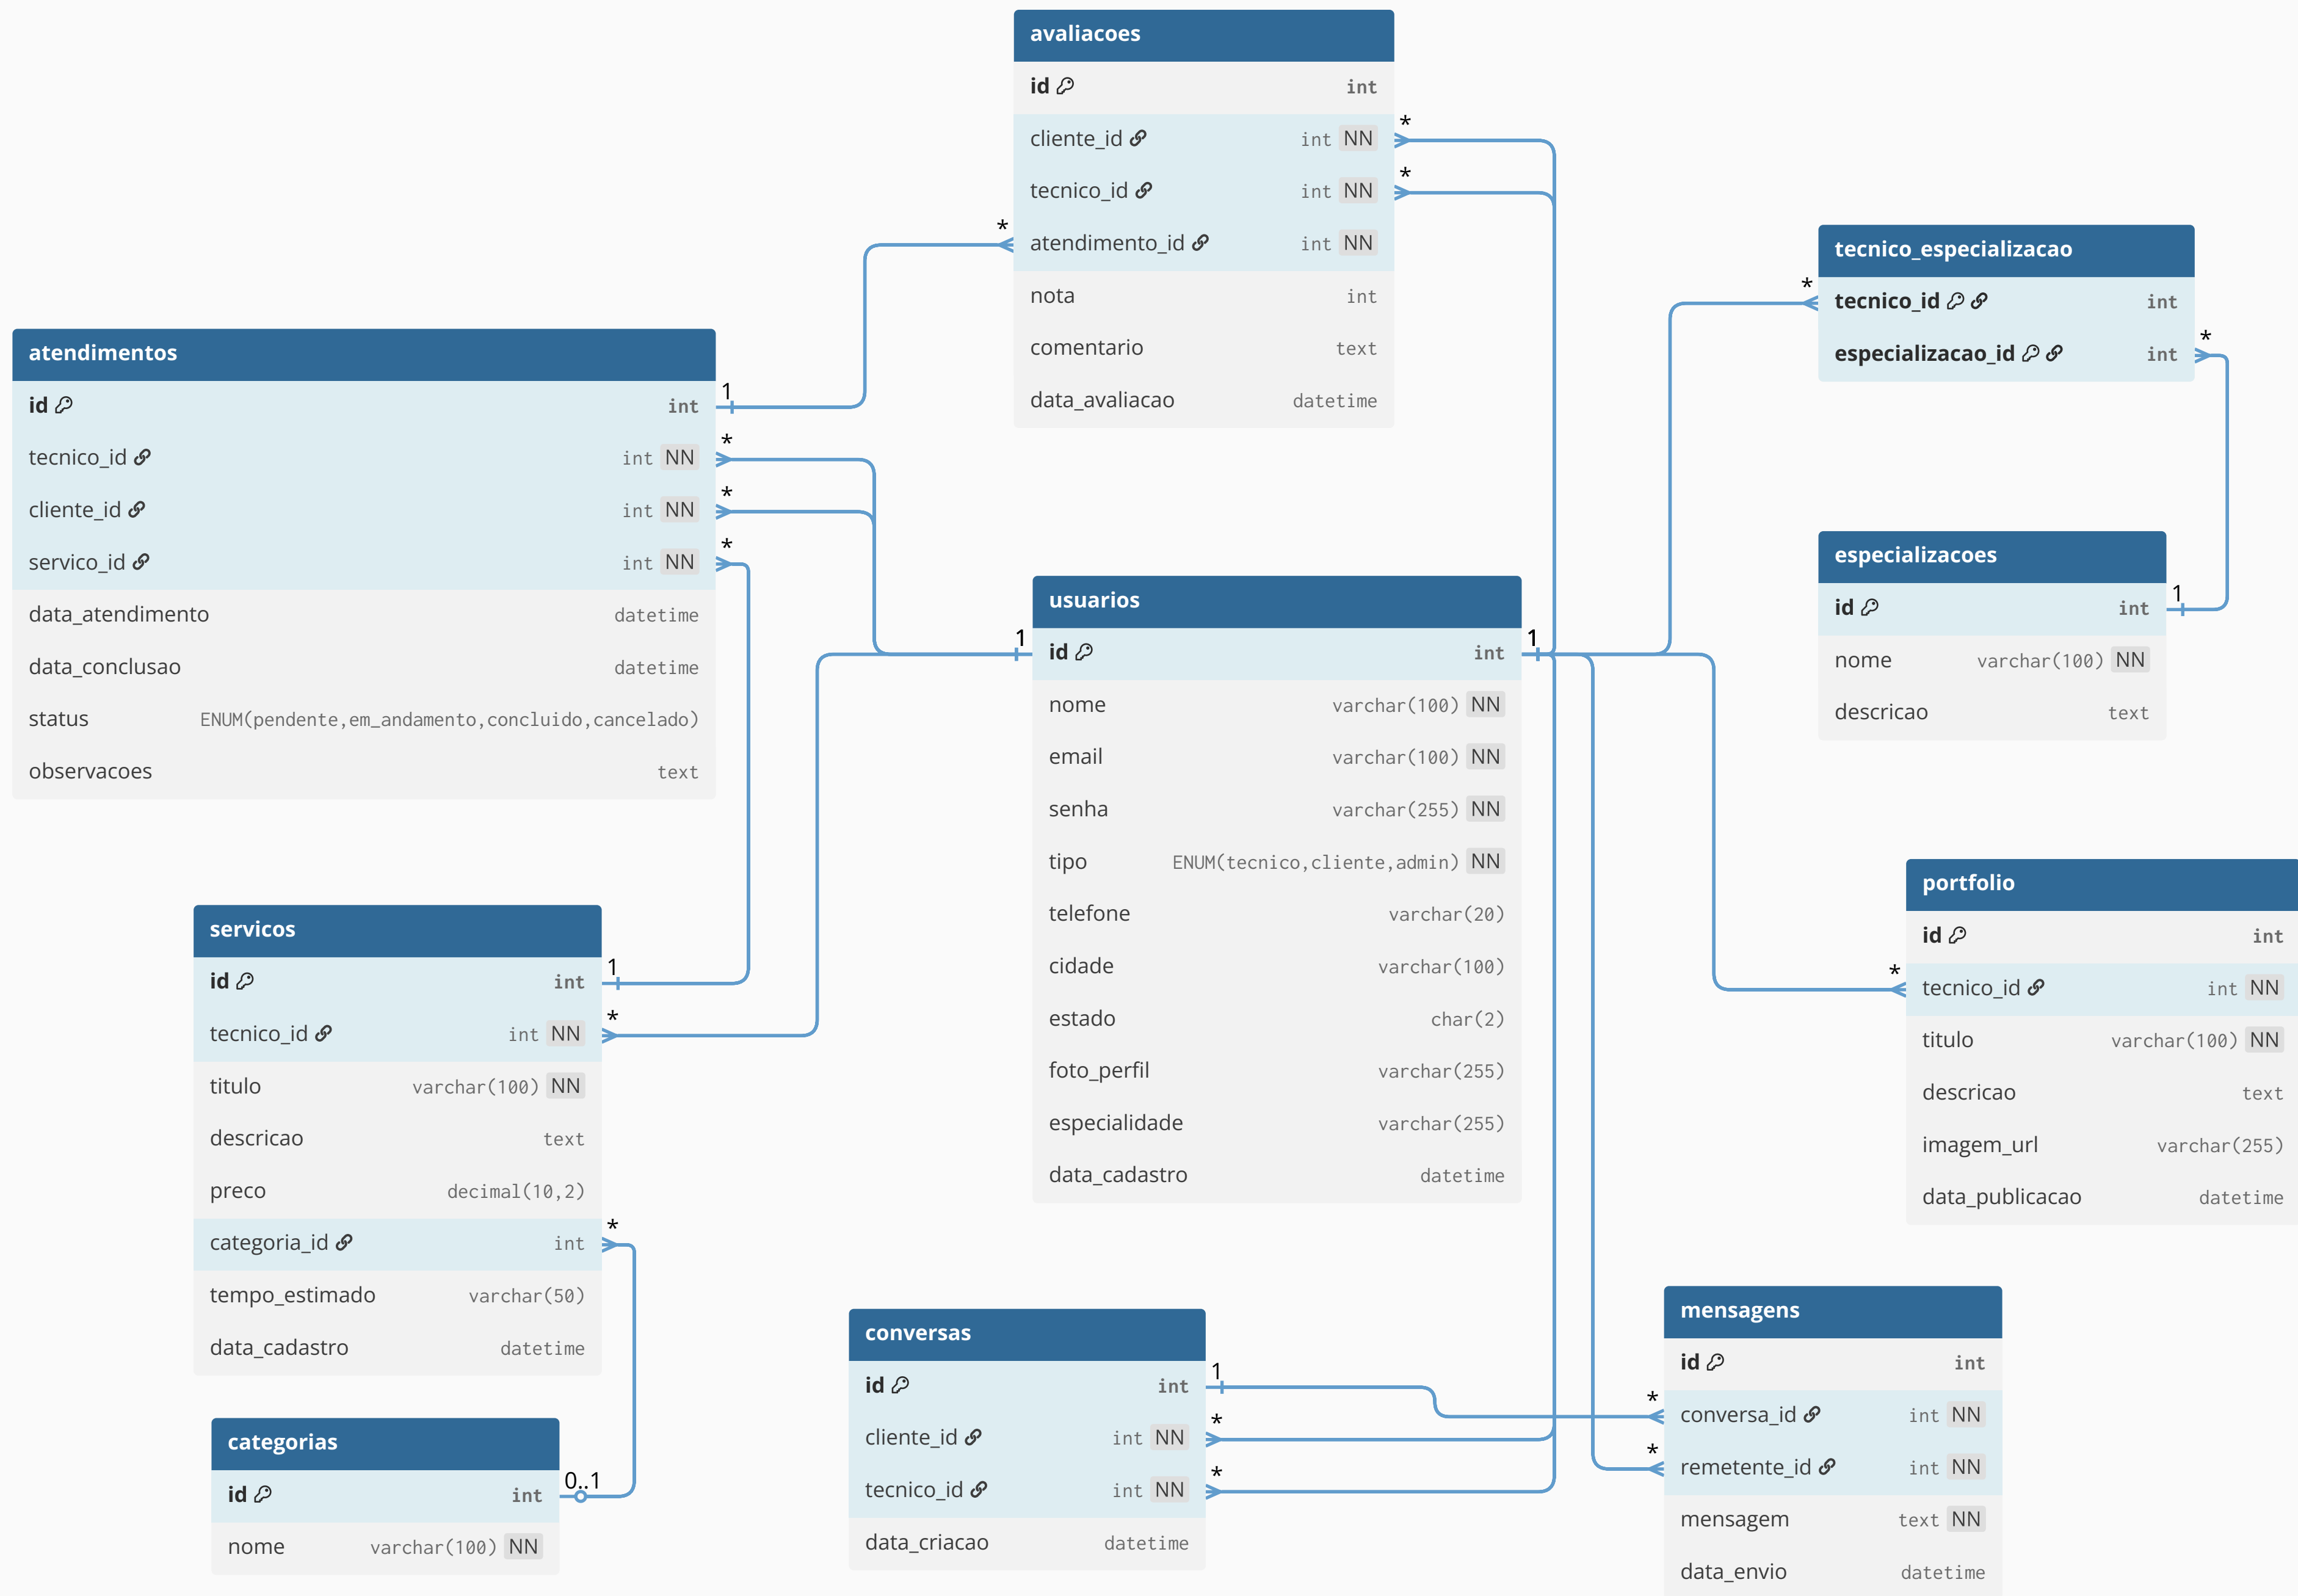 avaliacoes
id int
*
cliente_id int NN
*
tecnico_id int NN
*
atendimento_id int NN
nota int
comentario text
data_avaliacao datetime
tecnico_especializacao
*
tecnico_id int
*
especializacao_id int
atendimentos
1
id int
*
tecnico_id int NN
*
cliente_id int NN
*
servico_id int NN
data_atendimento datetime
data_conclusao datetime
status ENUM(pendente,em_andamento,concluido,cancelado)
observacoes text
especializacoes
1
id int
nome varchar(100) NN
descricao text
usuarios
1 1
id int
nome varchar(100) NN
email varchar(100) NN
senha varchar(255) NN
tipo ENUM(tecnico,cliente,admin) NN
telefone varchar(20)
cidade varchar(100)
estado char(2)
foto_perfil varchar(255)
especialidade varchar(255)
data_cadastro datetime
portfolio
id int
*
tecnico_id int NN
titulo varchar(100) NN
descricao text
imagem_url varchar(255)
data_publicacao datetime
servicos
1
id int
*
tecnico_id int NN
titulo varchar(100) NN
descricao text
preco decimal(10,2)
*
categoria_id int
tempo_estimado varchar(50)
data_cadastro datetime
categorias
0..1
id int
nome varchar(100) NN
conversas
1
id int
*
cliente_id int NN
*
tecnico_id int NN
data_criacao datetime
mensagens
id int
*
conversa_id int NN
*
remetente_id int NN
mensagem text NN
data_envio datetime